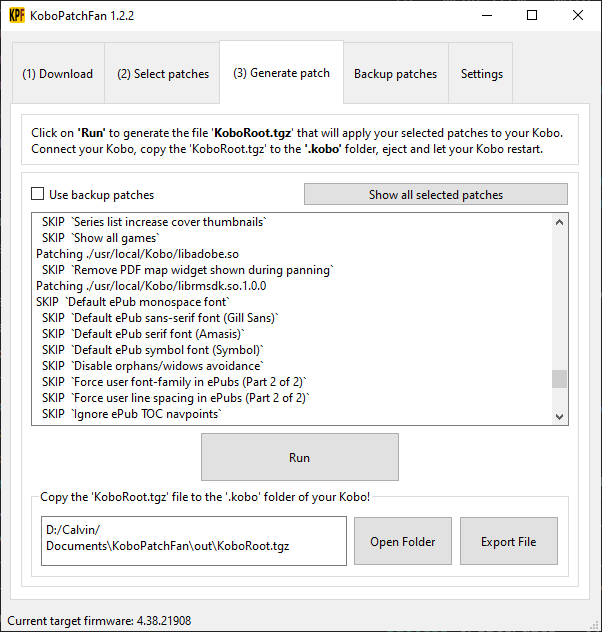 KPF KoboPatchFan 1.2.2
(1) Download (2) Select patches (3) Generate patch Backup patches Settings
Click on 'Run' to generate the file 'KoboRoot.tgz' that will apply your selected patches to your Kobo.
Connect your Kobo, copy the 'KoboRoot.tgz' to the '.kobo' folder, eject and let your Kobo restart.
Use backup patches Show all selected patches
SKIP `Series list increase cover thumbnails`
SKIP `Show all games`
Patching ./usr/local/Kobo/libadobe.so
SKIP `Remove PDF map widget shown during panning`
Patching ./usr/local/Kobo/librmsdk.so.1.0.0
SKIP `Default ePub monospace font`
SKIP `Default ePub sans-serif font (Gill Sans)`
SKIP `Default ePub serif font (Amasis)`
SKIP `Default ePub symbol font (Symbol)`
SKIP `Disable orphans/widows avoidance`
SKIP `Force user font-family in ePubs (Part 2 of 2)`
SKIP `Force user line spacing in ePubs (Part 2 of 2)`
SKIP `Ignore ePub TOC navpoints`
Run
Copy the 'KoboRoot.tgz' file to the '.kobo' folder of your Kobo!
D:/Calvin/
Documents\KoboPatchFan\out\KoboRoot.tgz
Open Folder Export File
Current target firmware: 4.38.21908